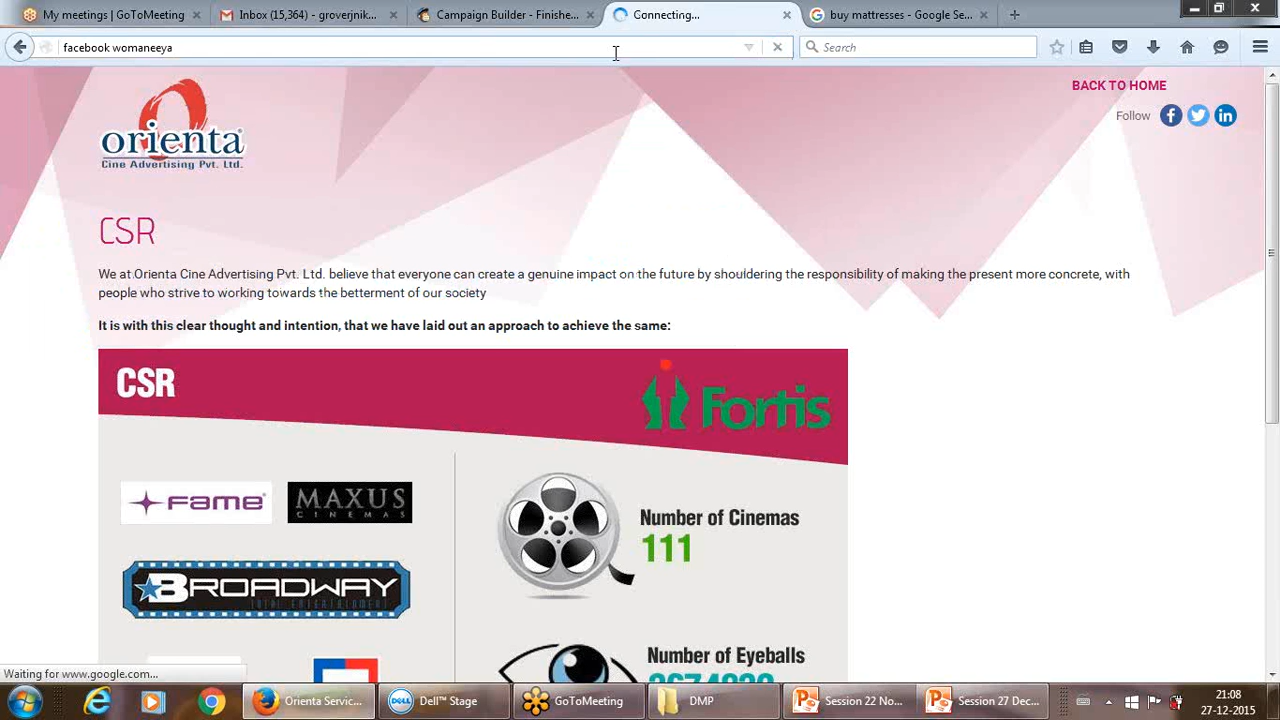 My meetings | GoToMeeting
Inbox (15,364) - groverjnik...
Campaign Builder - Finishe...
Connecting...
buy mattresses - Google Se...
facebook womaneeya
Search
BACK TO HOME
Follow
orienta
Cine Advertising Pvt. Ltd.
CSR
We at Orienta Cine Advertising Pvt. Ltd. believe that everyone can create a genuine impact on the future by shouldering the responsibility of making the present more concrete, with
people who strive to working towards the betterment of our society
It is with this clear thought and intention, that we have laid out an approach to achieve the same:
CSR
Fortis
FAME
MAXUS
CINEMAS
Number of Cinemas
111
BROADWAY
TOTAL ENTERTAINMENT
Number of Eyeballs
Waiting for www.google.com...
Orienta Servic...
DELL
Dell™ Stage
GoToMeeting
DMP
Session 22 No...
Session 27 Dec...
21:08
27-12-2015